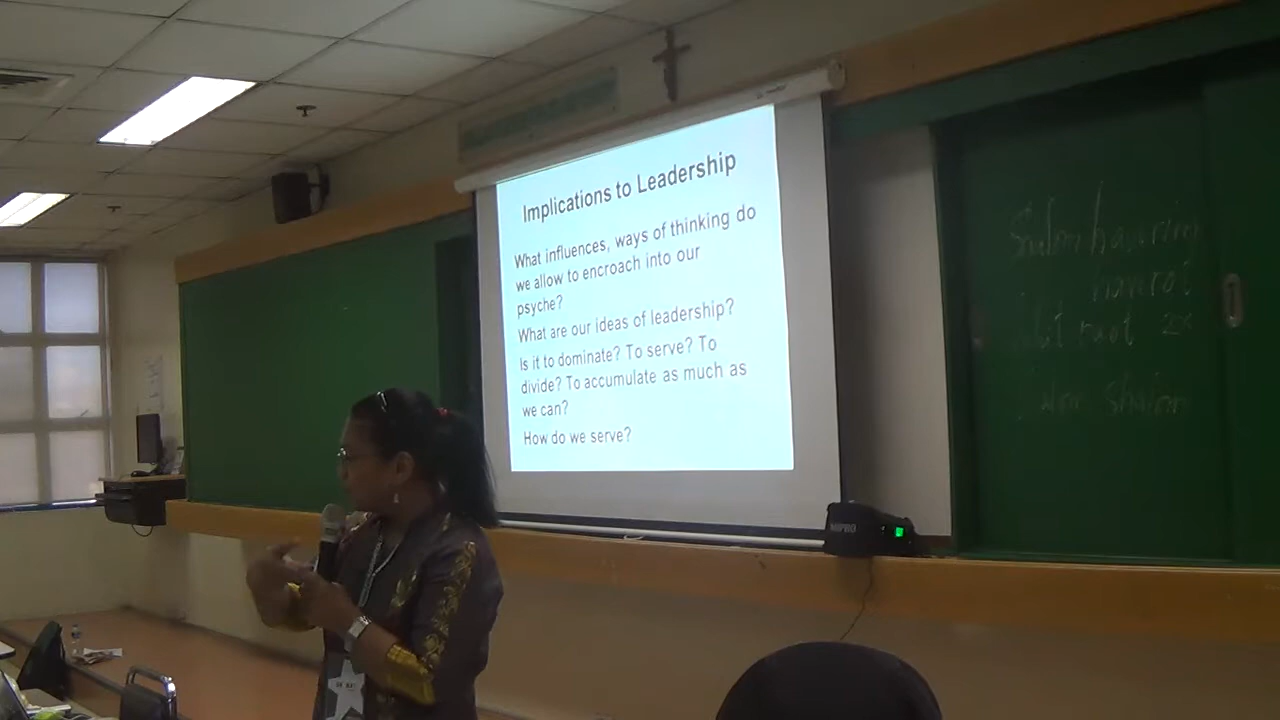 Implications to Leadership
What influences, ways of thinking do
we allow to encroach into our
psyche?
What are our ideas of leadership?
Is it to dominate? To serve? To
divide? To accumulate as much as
we can?
How do we serve?
MIPRO